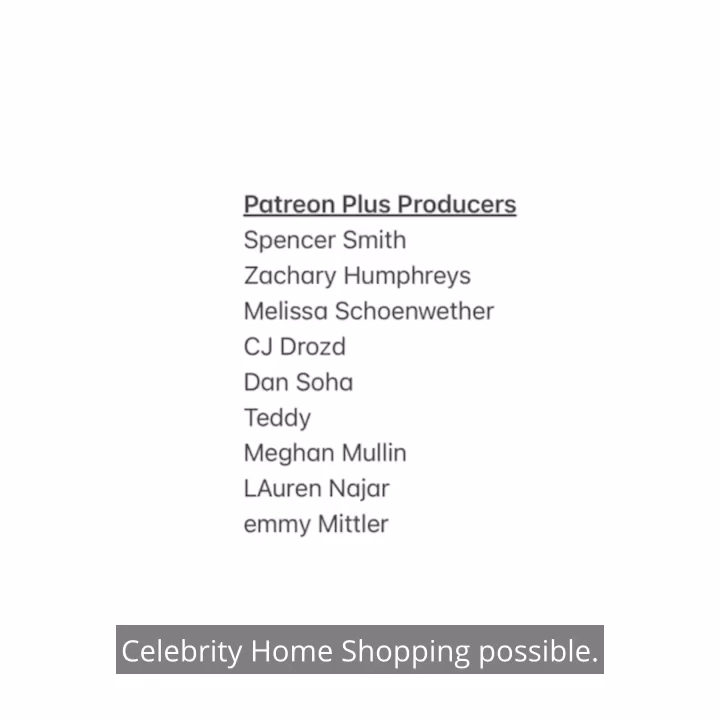 Patreon Plus Producers
Spencer Smith
Zachary Humphreys
Melissa Schoenwether
CJ Drozd
Dan Soha
Teddy
Meghan Mullin
LAuren Najar
emmy Mittler
Celebrity Home Shopping possible.